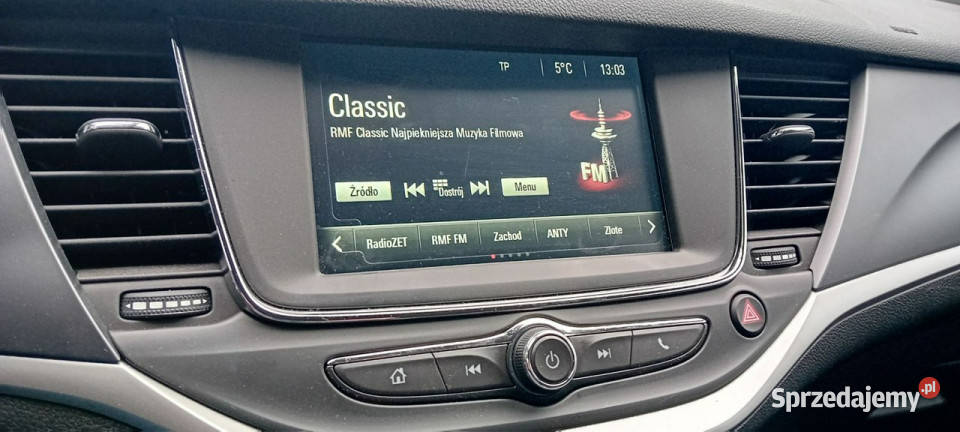 TP 5°C 13:03
Classic
RMF Classic Najpiekniejsza Muzyka Filmowa
FM
Źródło Dostrój Menu
RadioZET RMF FM Zachod ANTY Zlote
Sprzedajemy.pl